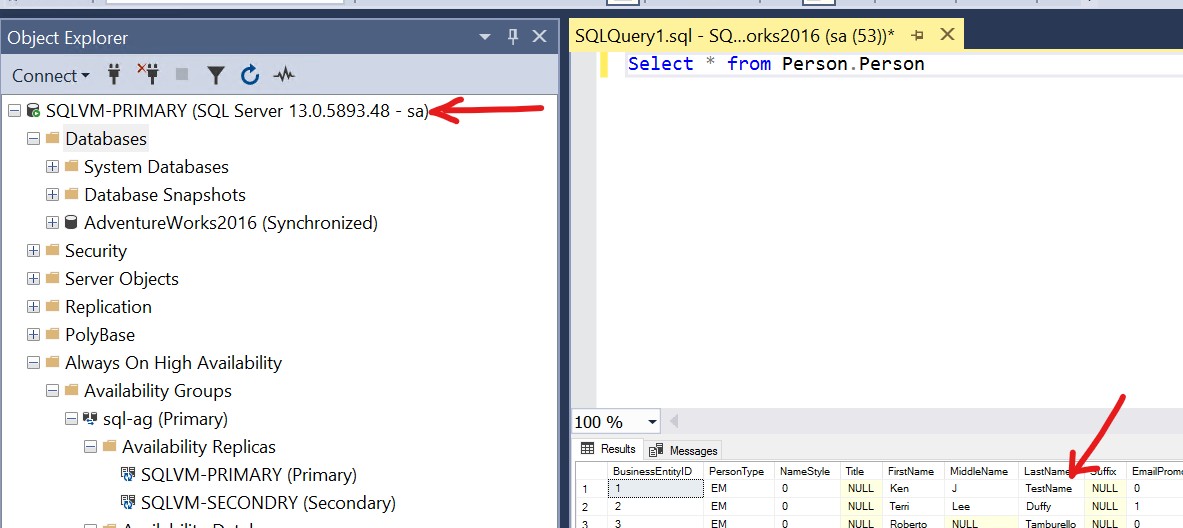 Object Explorer
Connect
SQLVM-PRIMARY (SQL Server 13.0.5893.48 - sa)
Databases
System Databases
Database Snapshots
AdventureWorks2016 (Synchronized)
Security
Server Objects
Replication
PolyBase
Always On High Availability
Availability Groups
sql-ag (Primary)
Availability Replicas
SQLVM-PRIMARY (Primary)
SQLVM-SECONDRY (Secondary)
SQLQuery1.sql - SQ...orks2016 (sa (53))*
Select * from Person.Person
100 %
Results Messages
BusinessEntityID PersonType NameStyle Title FirstName MiddleName LastName Suffix EmailPromo
1 1 EM 0 NULL Ken J TestName NULL 0
2 2 EM 0 NULL Terri Lee Duffy NULL 1
3 3 EM 0 NULL Roberto NULL Tamburello NULL 0